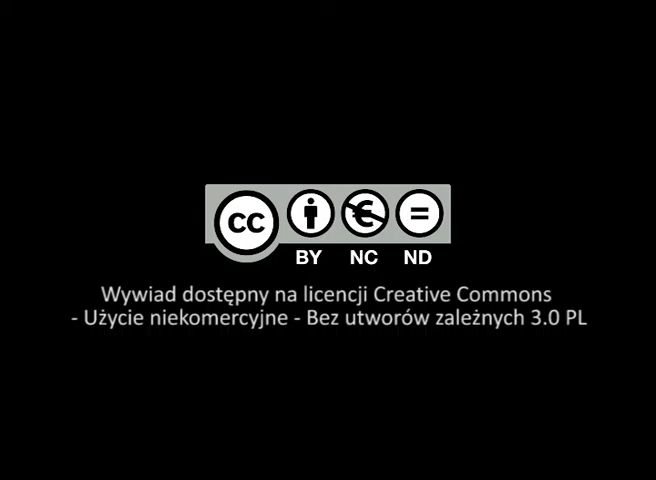 CC
BY NC ND
Wywiad dostępny na licencji Creative Commons
- Użycie niekomercyjne - Bez utworów zależnych 3.0 PL